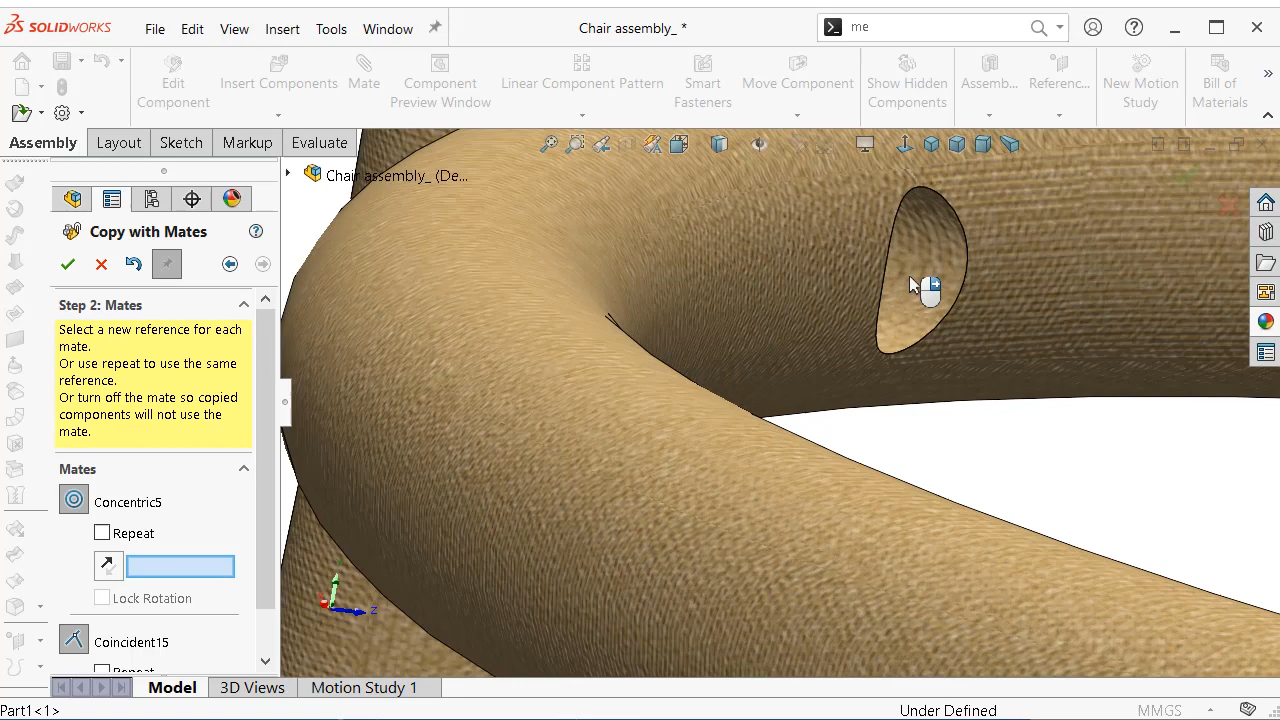 SOLIDWORKS
File Edit View Insert Tools Window
Chair assembly_ *
me
Edit Component
Insert Components
Mate
Component Preview Window
Linear Component Pattern
Smart Fasteners
Move Component
Show Hidden Components
Assemb...
Referenc...
New Motion Study
Bill of Materials
Assembly Layout Sketch Markup Evaluate
Chair assembly_ (De...
Copy with Mates
Step 2: Mates
Select a new reference for each
mate.
Or use repeat to use the same
reference.
Or turn off the mate so copied
components will not use the
mate.
Mates
Concentric5
Repeat
Lock Rotation
Coincident15
Repeat
Z
Model 3D Views Motion Study 1
Part1<1>
Under Defined
MMGS